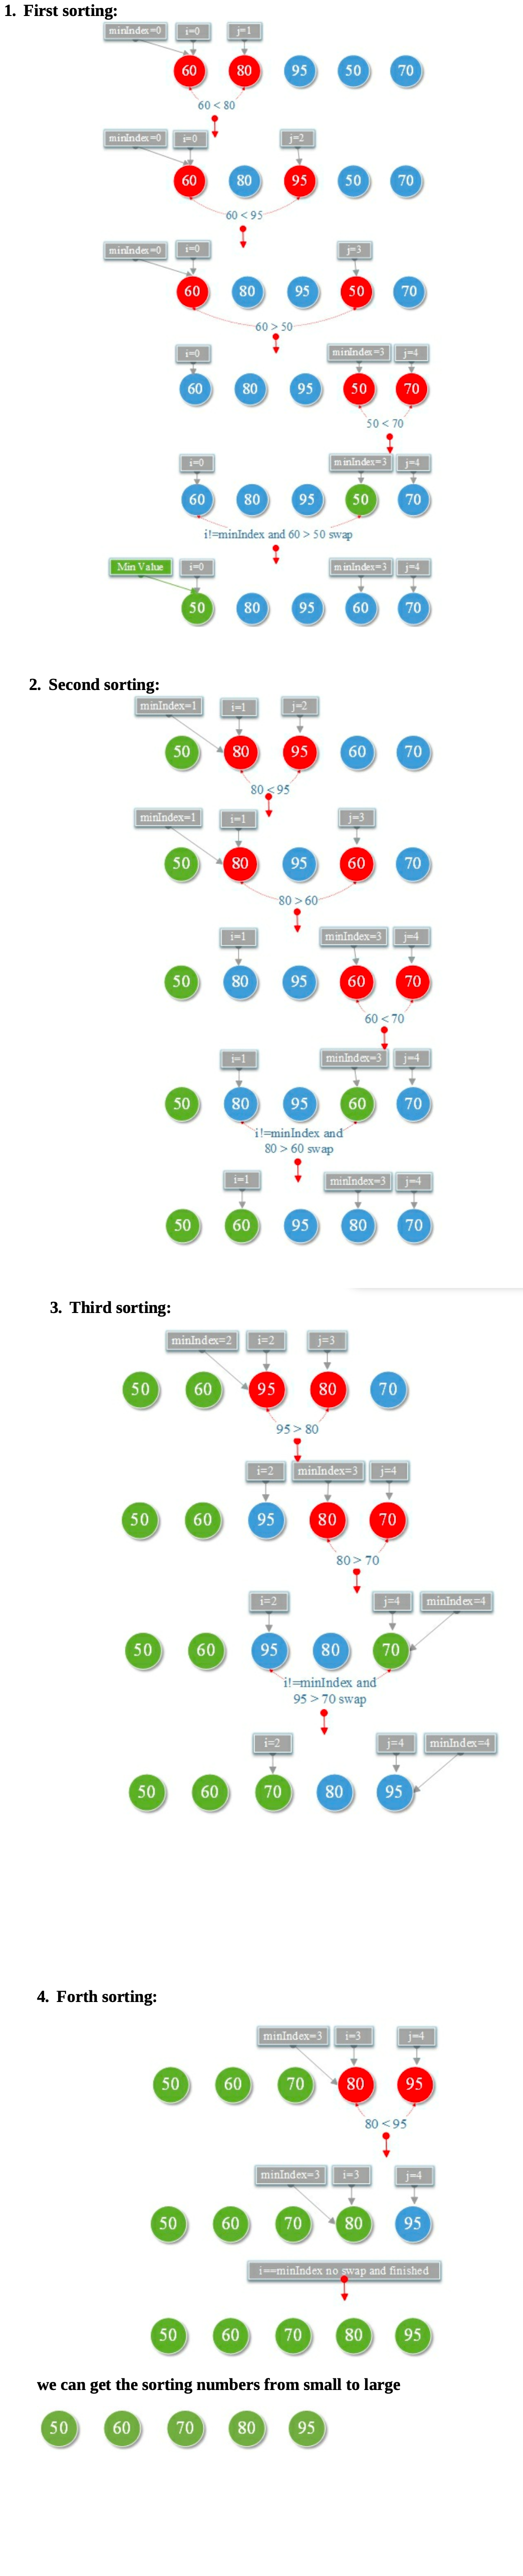 1. First sorting:
minIndex=0 i=0 j=1
60 80 95 50 70
60 < 80
minIndex=0 i=0 j=2
60 80 95 50 70
60 < 95
minIndex=0 i=0 j=3
60 80 95 50 70
60 > 50
i=0 minIndex=3 j=4
60 80 95 50 70
50 < 70
i=0 minIndex=3 j=4
60 80 95 50 70
i!=minIndex and 60 > 50 swap
Min Value i=0 minIndex=3 j=4
50 80 95 60 70
2. Second sorting:
minIndex=1 i=1 j=2
50 80 95 60 70
80 < 95
minIndex=1 i=1 j=3
50 80 95 60 70
80 > 60
i=1 minIndex=3 j=4
50 80 95 60 70
60 < 70
i=1 minIndex=3 j=4
50 80 95 60 70
i!=minIndex and
80 > 60 swap
i=1 minIndex=3 j=4
50 60 95 80 70
3. Third sorting:
minIndex=2 i=2 j=3
50 60 95 80 70
95 > 80
i=2 minIndex=3 j=4
50 60 95 80 70
80 > 70
i=2 j=4 minIndex=4
50 60 95 80 70
i!=minIndex and
95 > 70 swap
i=2 j=4 minIndex=4
50 60 70 80 95
4. Forth sorting:
minIndex=3 i=3 j=4
50 60 70 80 95
80 < 95
minIndex=3 i=3 j=4
50 60 70 80 95
i==minIndex no swap and finished
50 60 70 80 95
we can get the sorting numbers from small to large
50 60 70 80 95